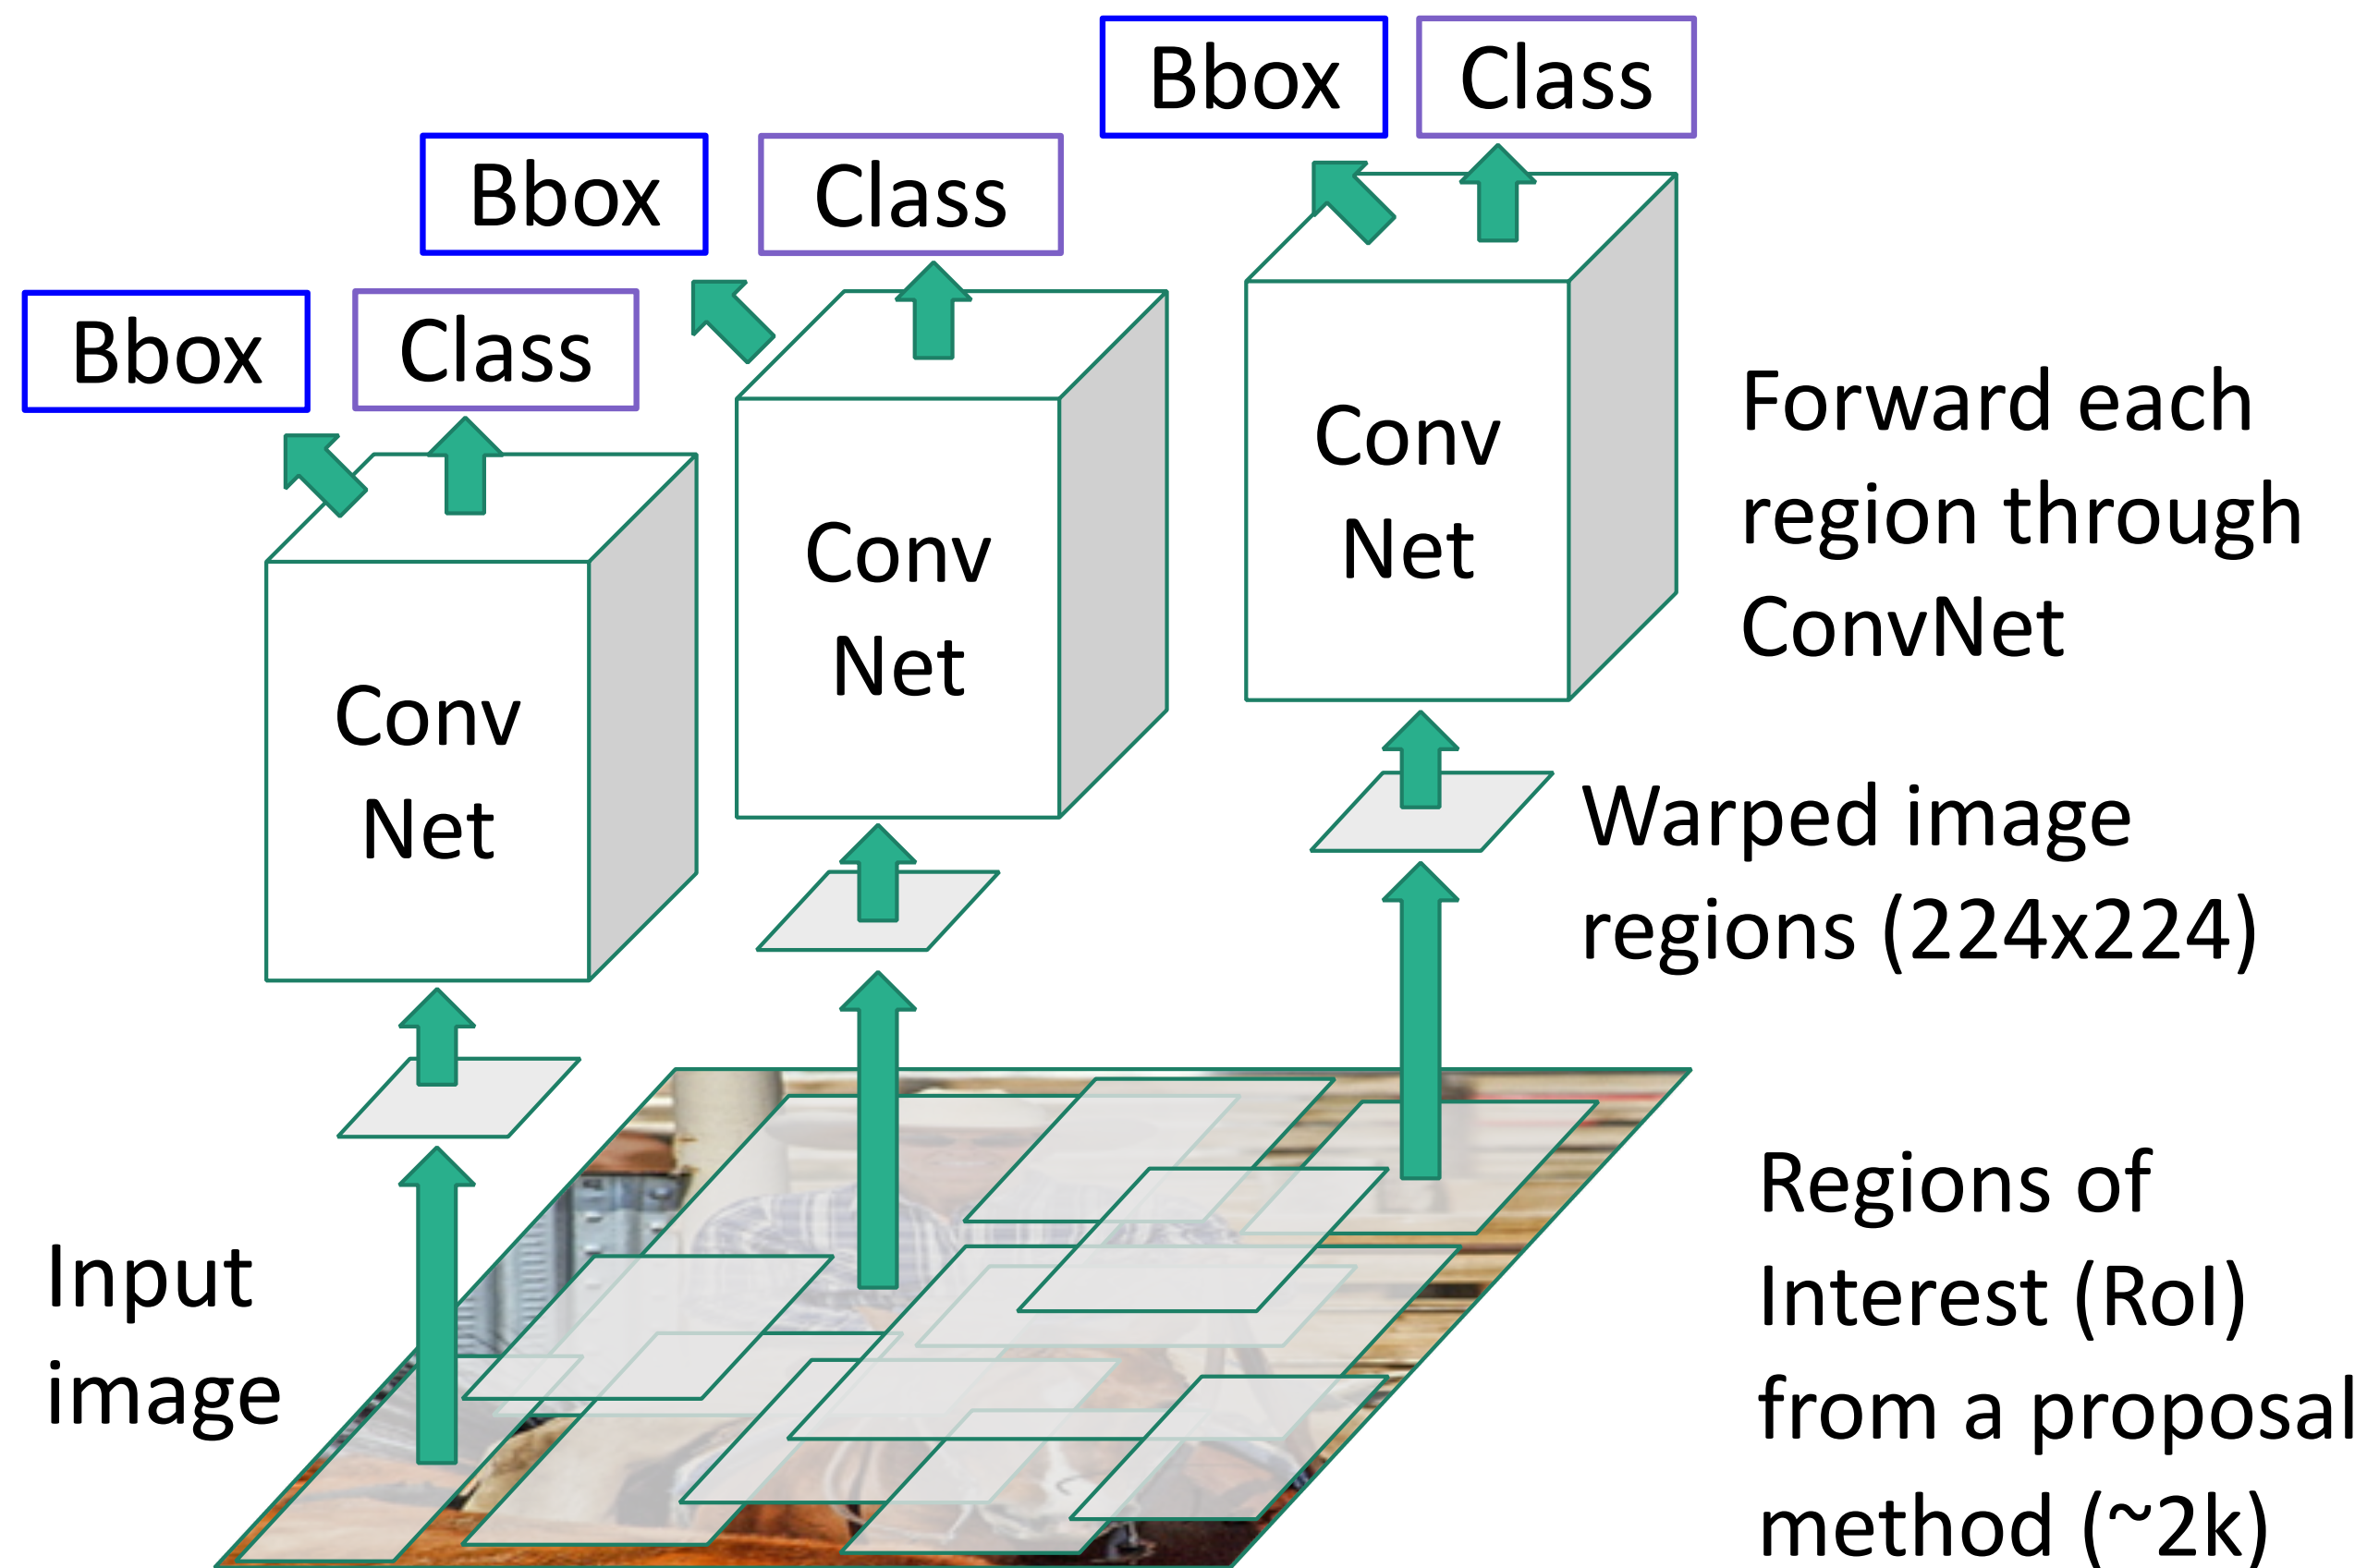 Bbox
Class
Bbox
Class
Bbox
Class
Conv
Net
Conv
Net
Conv
Net
Forward each
region through
ConvNet
Warped image
regions (224x224)
Input
image
Regions of
Interest (RoI)
from a proposal
method (~2k)